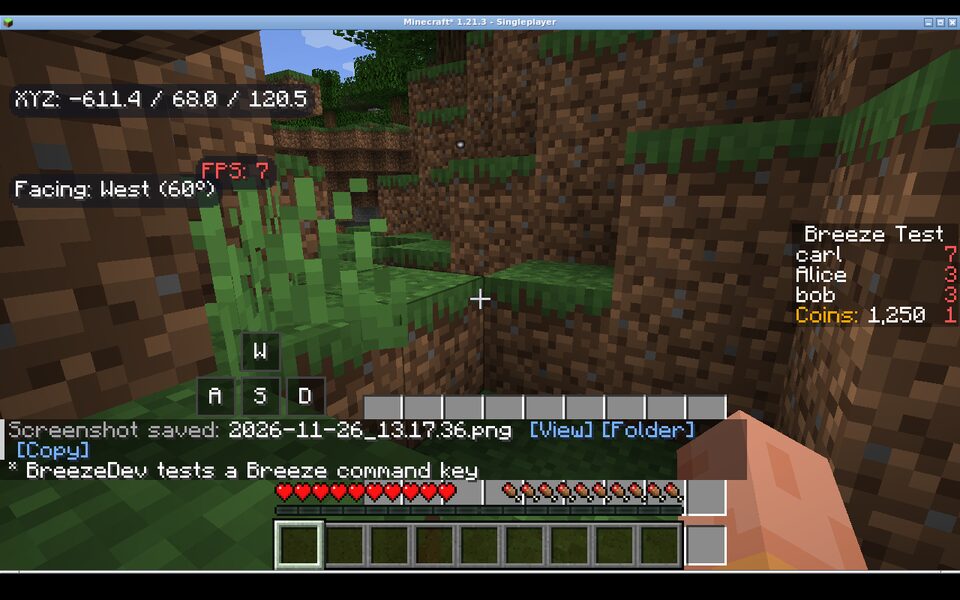 Minecraft* 1.21.3 - Singleplayer
XYZ: -611.4 / 68.0 / 120.5
FPS: 7
Facing: West (60°)
Breeze Test
carl 7
Alice 3
bob 3
Coins: 1,250 1
W
A S D
Screenshot saved: 2026-11-26_13.17.36.png [View] [Folder]
[Copy]
* BreezeDev tests a Breeze command key